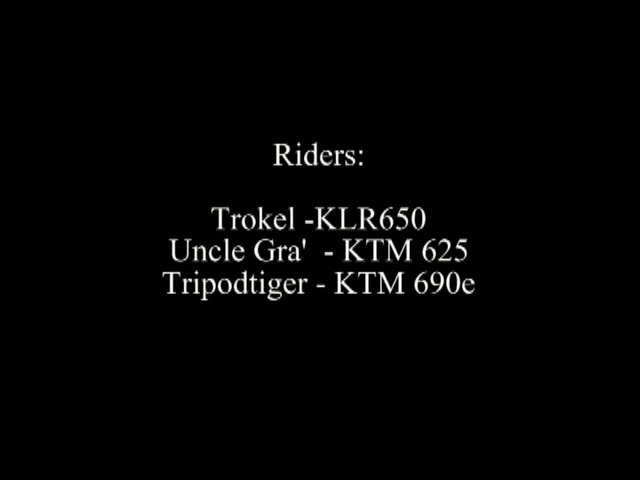 Riders:
Trokel -KLR650
Uncle Gra'  - KTM 625
Tripodtiger - KTM 690e